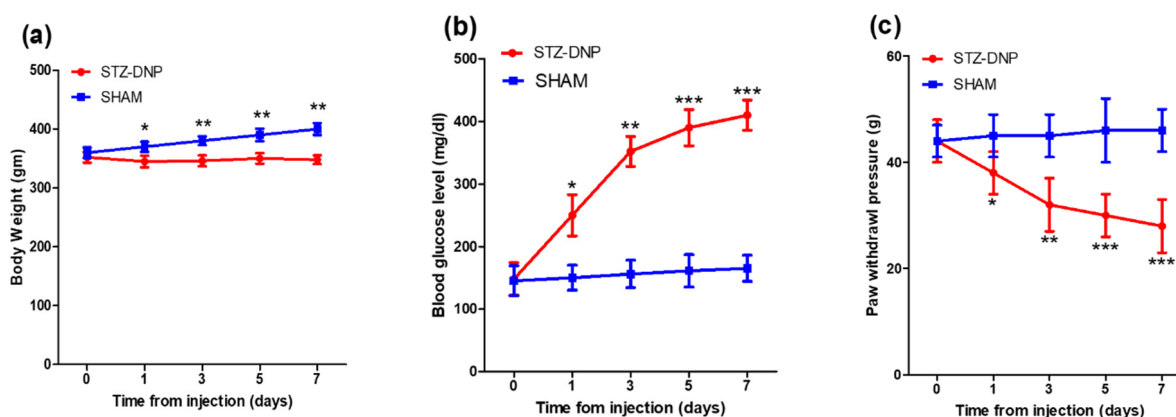 (a)
STZ-DNP
SHAM
Body Weight (gm)
500
400
300
200
100
0
*
**
**
**
0 1 3 5 7
Time from injection (days)
(b)
STZ-DNP
SHAM
Blood glucose level (mg/dl)
500
400
300
200
100
0
*
**
***
***
0 1 3 5 7
Time fom injection (days)
(c)
STZ-DNP
SHAM
Paw withdrawl pressure (g)
60
40
20
0
*
**
***
***
0 1 3 5 7
Time from injection (days)